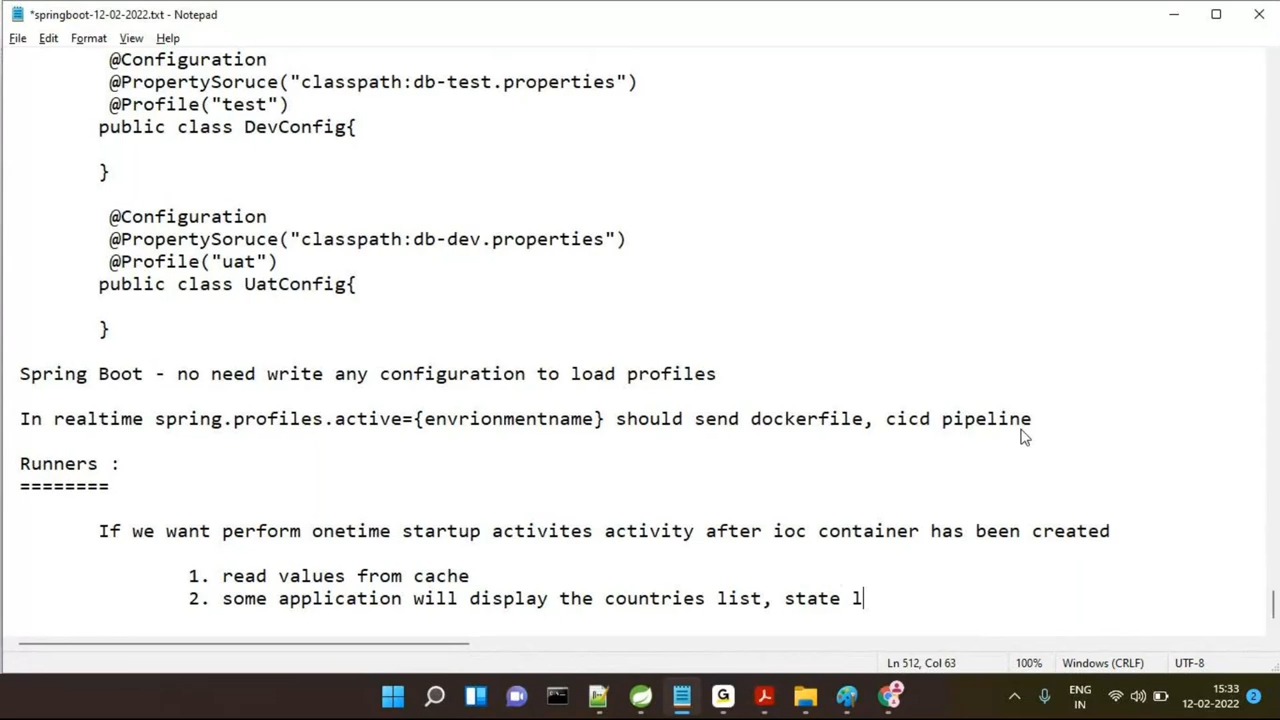 *springboot-12-02-2022.txt - Notepad
File Edit Format View Help
@Configuration
@PropertySoruce("classpath:db-test.properties")
@Profile("test")
public class DevConfig{
}
@Configuration
@PropertySoruce("classpath:db-dev.properties")
@Profile("uat")
public class UatConfig{
}
Spring Boot - no need write any configuration to load profiles
In realtime spring.profiles.active={envrionmentname} should send dockerfile, cicd pipeline
Runners :
========
If we want perform onetime startup activites activity after ioc container has been created
1. read values from cache
2. some application will display the countries list, state l
Ln 512, Col 63 100% Windows (CRLF) UTF-8
ENG
IN
15:33
12-02-2022
2